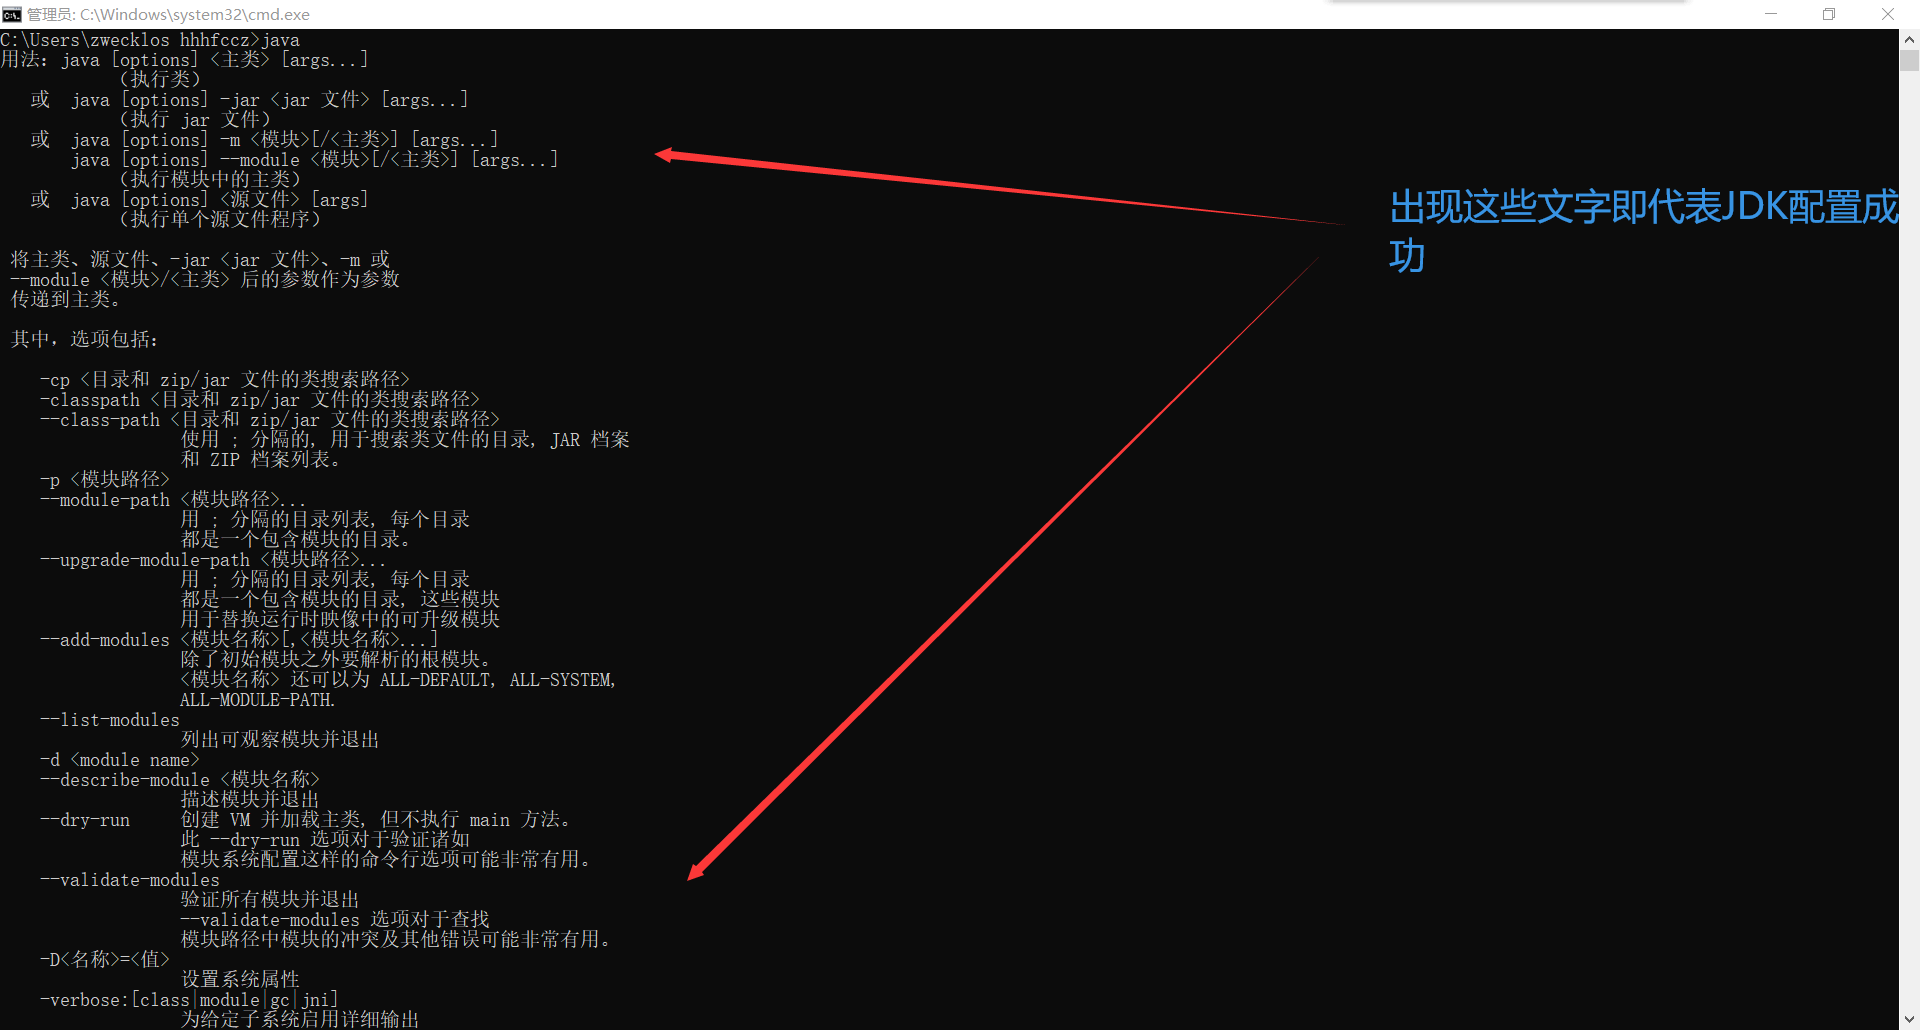 管理员: C:\Windows\system32\cmd.exe
C:\Users\zwecklos hhhfccz>java
用法: java [options] <主类> [args...]
(执行类)
或 java [options] -jar <jar 文件> [args...]
(执行 jar 文件)
或 java [options] -m <模块>[/<主类>] [args...]
java [options] --module <模块>[/<主类>] [args...]
(执行模块中的主类)
或 java [options] <源文件> [args]
(执行单个源文件程序)
出现这些文字即代表JDK配置成
功
将主类、源文件、-jar <jar 文件>、-m 或
--module <模块>/<主类> 后的参数作为参数
传递到主类。
其中, 选项包括:
-cp <目录和 zip/jar 文件的类搜索路径>
-classpath <目录和 zip/jar 文件的类搜索路径>
--class-path <目录和 zip/jar 文件的类搜索路径>
使用 ; 分隔的, 用于搜索类文件的目录, JAR 档案
和 ZIP 档案列表。
-p <模块路径>
--module-path <模块路径>...
用 ; 分隔的目录列表, 每个目录
都是一个包含模块的目录。
--upgrade-module-path <模块路径>...
用 ; 分隔的目录列表, 每个目录
都是一个包含模块的目录, 这些模块
用于替换运行时映像中的可升级模块
--add-modules <模块名称>[,<模块名称>...]
除了初始模块之外要解析的根模块。
<模块名称> 还可以为 ALL-DEFAULT, ALL-SYSTEM,
ALL-MODULE-PATH.
--list-modules
列出可观察模块并退出
-d <module name>
--describe-module <模块名称>
描述模块并退出
--dry-run 创建 VM 并加载主类, 但不执行 main 方法。
此 --dry-run 选项对于验证诸如
模块系统配置这样的命令行选项可能非常有用。
--validate-modules
验证所有模块并退出
--validate-modules 选项对于查找
模块路径中模块的冲突及其他错误可能非常有用。
-D<名称>=<值>
设置系统属性
-verbose:[class|module|gc|jni]
为给定子系统启用详细输出